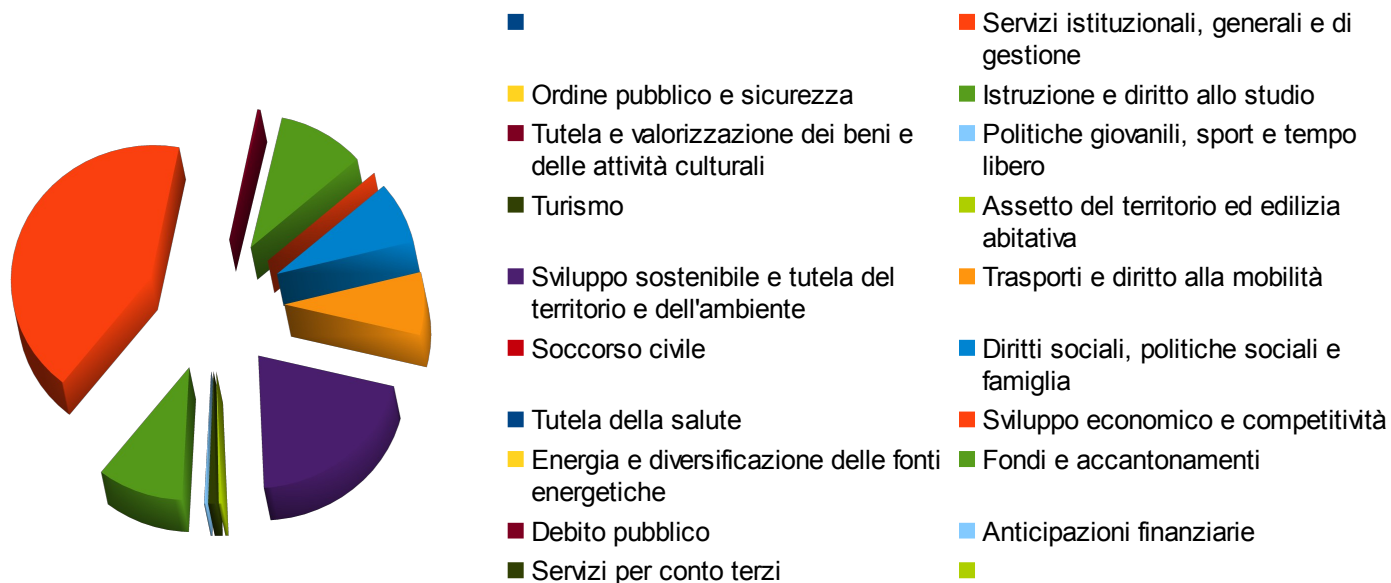 Servizi istituzionali, generali e di
gestione
Ordine pubblico e sicurezza
Istruzione e diritto allo studio
Tutela e valorizzazione dei beni e
delle attività culturali
Politiche giovanili, sport e tempo
libero
Turismo
Assetto del territorio ed edilizia
abitativa
Sviluppo sostenibile e tutela del
territorio e dell'ambiente
Trasporti e diritto alla mobilità
Soccorso civile
Diritti sociali, politiche sociali e
famiglia
Tutela della salute
Sviluppo economico e competitività
Energia e diversificazione delle fonti
energetiche
Fondi e accantonamenti
Debito pubblico
Anticipazioni finanziarie
Servizi per conto terzi